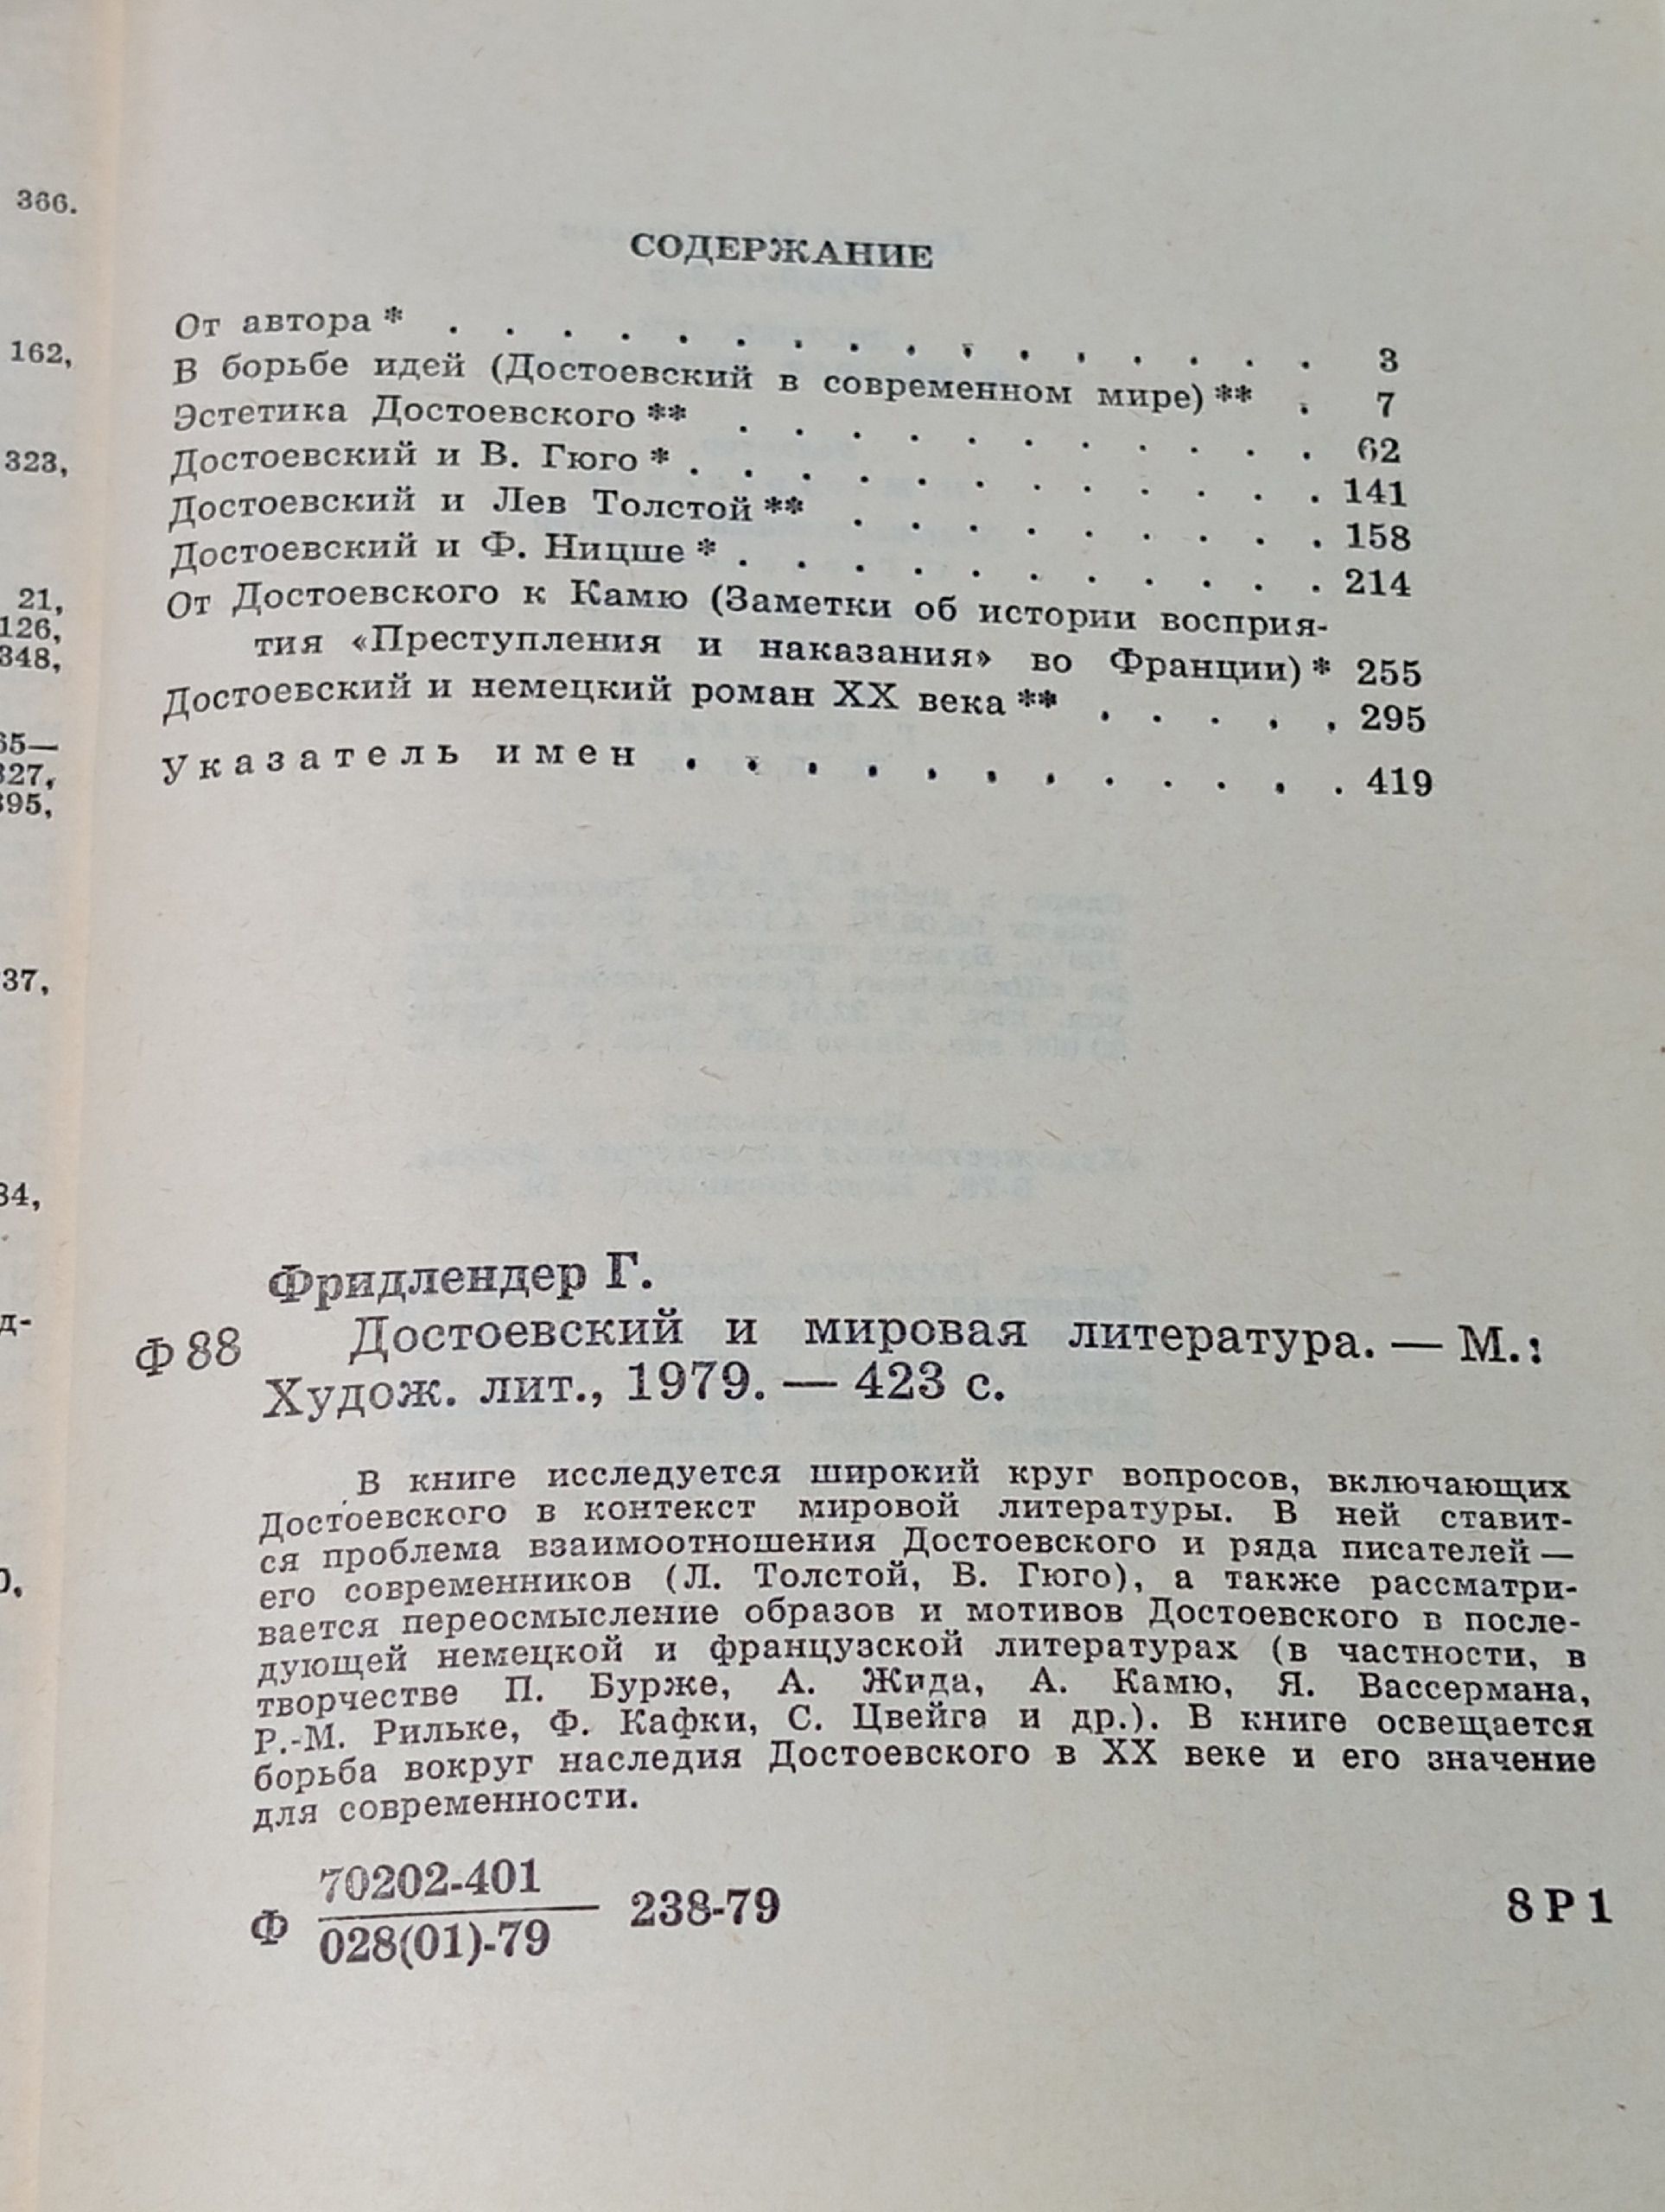 366.
162,
323,
21,
126,
348,
327,
395,
37,
84,
СОДЕРЖАНИЕ
От автора * . . . . . . . . . . . . . . . . 3
В борьбе идей (Достоевский в современном мире) ** . 7
Эстетика Достоевского ** . . . . . . . . . . . 62
Достоевский и В. Гюго * . . . . . . . . . . . . 141
Достоевский и Лев Толстой ** . . . . . . . . . 158
Достоевский и Ф. Ницше * . . . . . . . . . . . 214
От Достоевского к Камю (Заметки об истории восприя-
тия «Преступления и наказания» во Франции) * 255
Достоевский и немецкий роман XX века ** . . . . . 295
Указатель имен . . . . . . . . . . . . 419
Фридлендер Г.
Ф 88 Достоевский и мировая литература. — М.:
Худож. лит., 1979. — 423 с.
В книге исследуется широкий круг вопросов, включающих
Достоевского в контекст мировой литературы. В ней ставит-
ся проблема взаимоотношения Достоевского и ряда писателей —
его современников (Л. Толстой, В. Гюго), а также рассматри-
вается переосмысление образов и мотивов Достоевского в после-
дующей немецкой и французской литературах (в частности, в
творчестве П. Бурже, А. Жида, А. Камю, Я. Вассермана,
Р.-М. Рильке, Ф. Кафки, С. Цвейга и др.). В книге освещается
борьба вокруг наследия Достоевского в XX веке и его значение
для современности.
Ф 70202-401
028(01)-79 238-79 8Р1